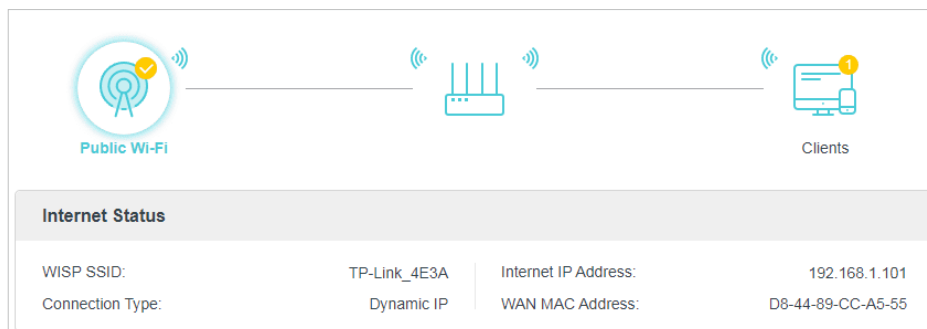 1
Public Wi-Fi
Clients
Internet Status
WISP SSID: TP-Link_4E3A Internet IP Address: 192.168.1.101
Connection Type: Dynamic IP WAN MAC Address: D8-44-89-CC-A5-55